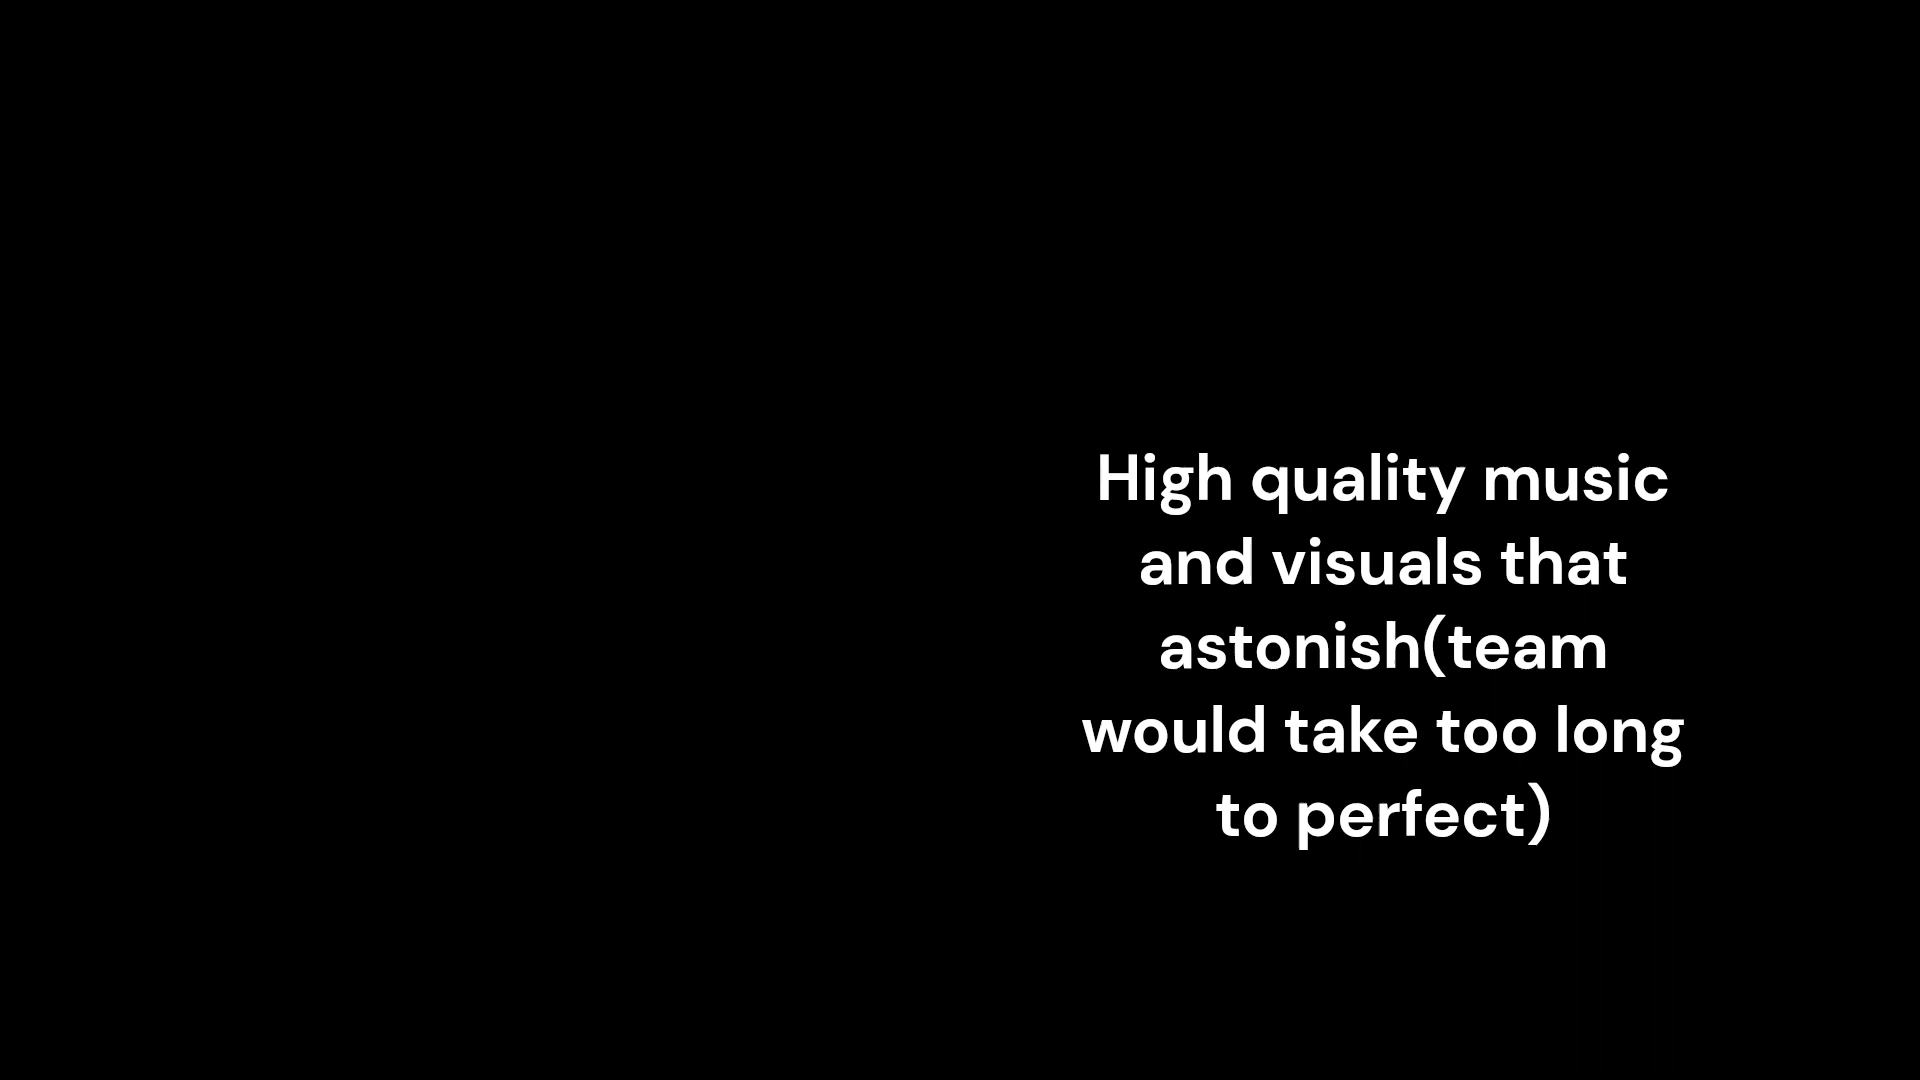 High quality music
and visuals that
astonish(team
would take too long
to perfect)